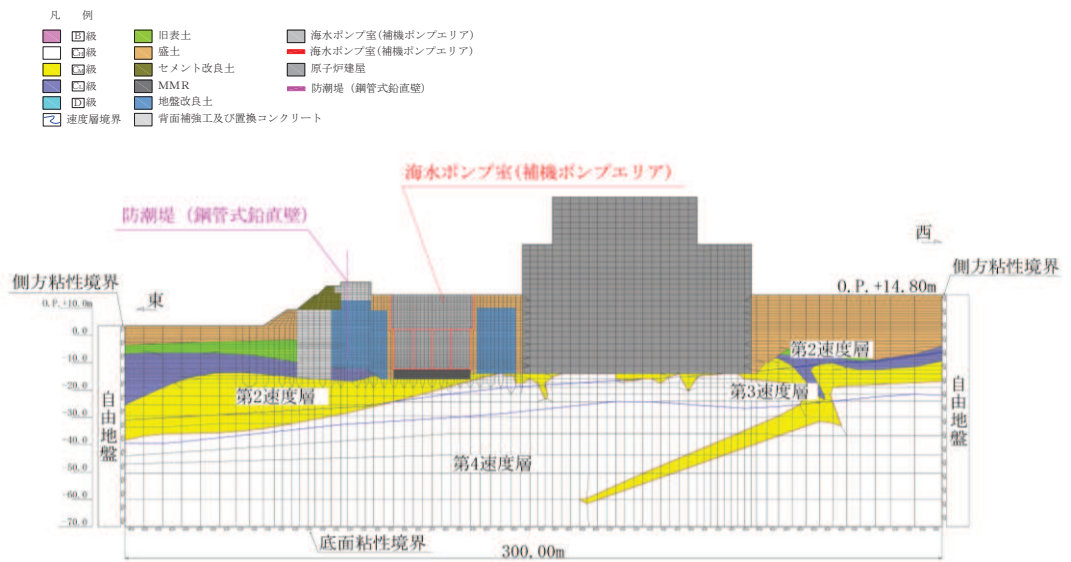 凡 例
B級
旧表土
海水ポンプ室(補機ポンプエリア)
CH級
盛土
海水ポンプ室(補機ポンプエリア)
CM級
セメント改良土
原子炉建屋
CL級
MMR
防潮堤 (鋼管式鉛直壁)
D級
地盤改良土
速度層境界
背面補強工及び置換コンクリート
海水ポンプ室(補機ポンプエリア)
防潮堤 (鋼管式鉛直壁)
西
側方粘性境界
側方粘性境界
O.P.+14.80m
O.P.+10.0m
東
0.0
-10.0
-20.0
-30.0
-40.0
-50.0
-60.0
-70.0
第2速度層
第2速度層
第3速度層
第4速度層
自由地盤
自由地盤
底面粘性境界
300.00m